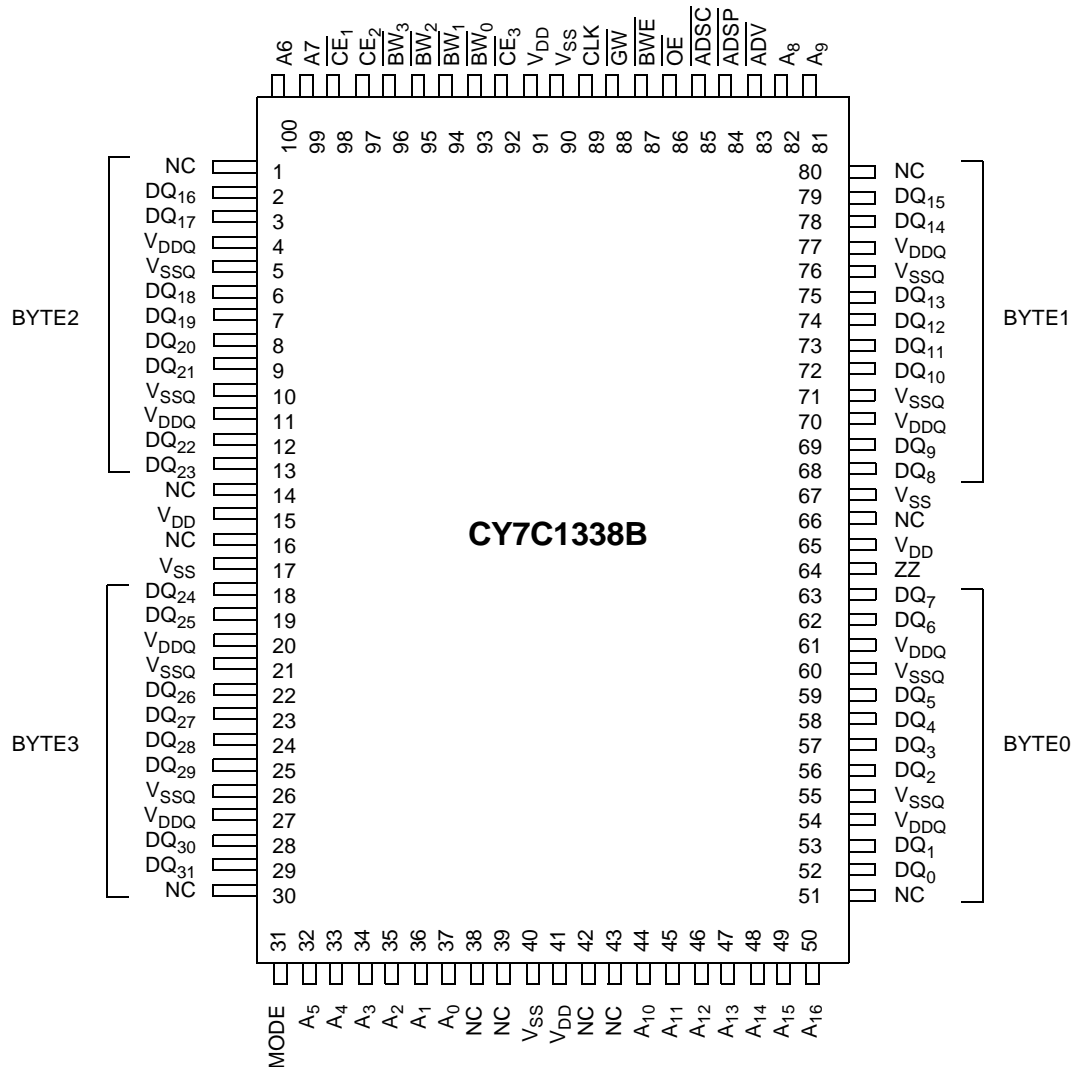 A6 A7 CE1 CE2 BW3 BW2 BW1 BW0 CE3 VDD VSS CLK GW BWE OE ADSC ADSP ADV A8 A9
100 99 98 97 96 95 94 93 92 91 90 89 88 87 86 85 84 83 82 81
NC 1 80 NC
DQ16 2 79 DQ15
DQ17 3 78 DQ14
VDDQ 4 77 VDDQ
VSSQ 5 76 VSSQ
DQ18 6 75 DQ13
BYTE2 DQ19 7 74 DQ12 BYTE1
DQ20 8 73 DQ11
DQ21 9 72 DQ10
VSSQ 10 71 VSSQ
VDDQ 11 70 VDDQ
DQ22 12 69 DQ9
DQ23 13 68 DQ8
NC 14 67 VSS
VDD 15 66 NC
CY7C1338B
NC 16 65 VDD
VSS 17 64 ZZ
DQ24 18 63 DQ7
DQ25 19 62 DQ6
VDDQ 20 61 VDDQ
VSSQ 21 60 VSSQ
DQ26 22 59 DQ5
DQ27 23 58 DQ4
BYTE3 DQ28 24 57 DQ3 BYTE0
DQ29 25 56 DQ2
VSSQ 26 55 VSSQ
VDDQ 27 54 VDDQ
DQ30 28 53 DQ1
DQ31 29 52 DQ0
NC 30 51 NC
31 32 33 34 35 36 37 38 39 40 41 42 43 44 45 46 47 48 49 50
MODE A5 A4 A3 A2 A1 A0 NC NC VSS VDD NC NC A10 A11 A12 A13 A14 A15 A16